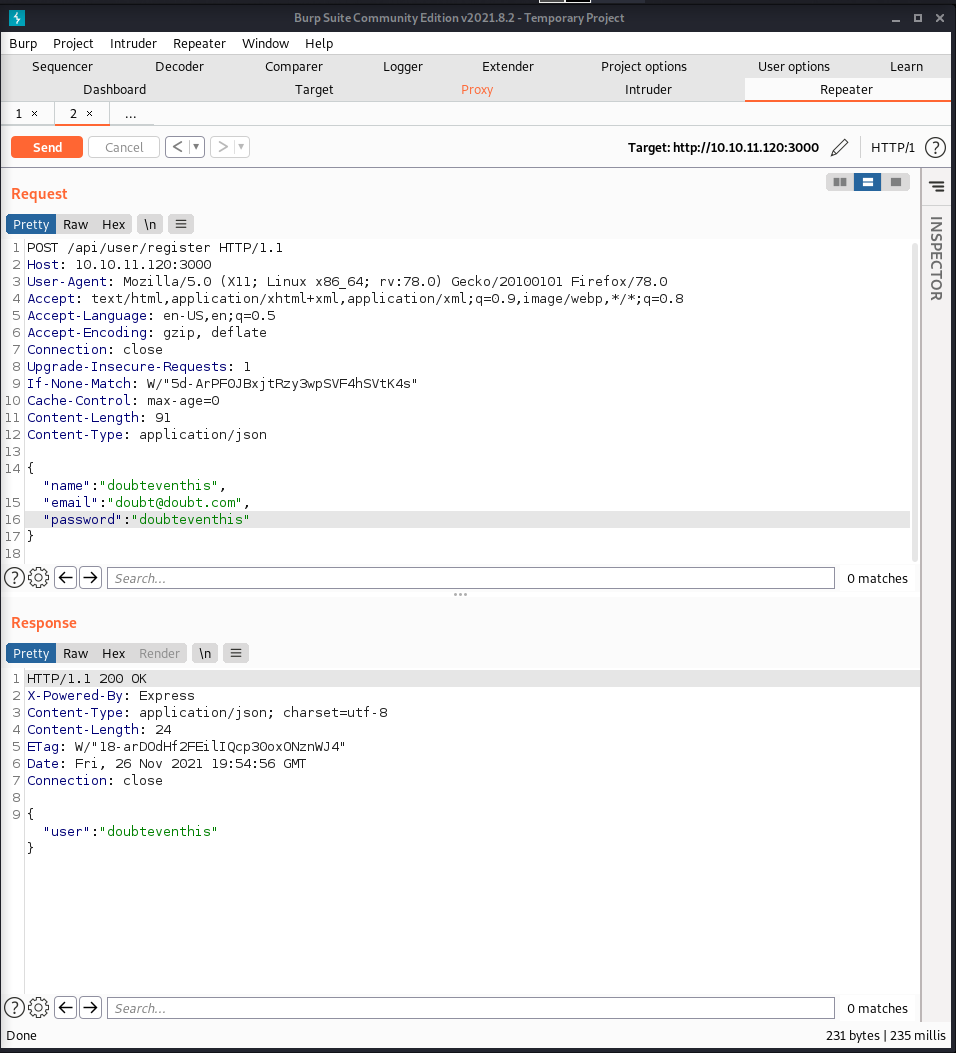 Burp Suite Community Edition v2021.8.2 - Temporary Project
Burp Project Intruder Repeater Window Help
Sequencer Decoder Comparer Logger Extender Project options User options Learn
Dashboard Target Proxy Intruder Repeater
1 × 2 × ...
Send Cancel < > Target: http://10.10.11.120:3000 HTTP/1 ?
Request
INSPECTOR
Pretty Raw Hex \n
1 POST /api/user/register HTTP/1.1
2 Host: 10.10.11.120:3000
3 User-Agent: Mozilla/5.0 (X11; Linux x86_64; rv:78.0) Gecko/20100101 Firefox/78.0
4 Accept: text/html,application/xhtml+xml,application/xml;q=0.9,image/webp,*/*;q=0.8
5 Accept-Language: en-US,en;q=0.5
6 Accept-Encoding: gzip, deflate
7 Connection: close
8 Upgrade-Insecure-Requests: 1
9 If-None-Match: W/"5d-ArPF0JBxjtRzy3wpSVF4hSVtK4s"
10 Cache-Control: max-age=0
11 Content-Length: 91
12 Content-Type: application/json
13
14 {
"name":"doubteventhis",
15 "email":"doubt@doubt.com",
16 "password":"doubteventhis"
17 }
18
? Search... 0 matches
Response
Pretty Raw Hex Render \n
1 HTTP/1.1 200 OK
2 X-Powered-By: Express
3 Content-Type: application/json; charset=utf-8
4 Content-Length: 24
5 ETag: W/"18-arDOdHf2FEilIQcp30oxONznWJ4"
6 Date: Fri, 26 Nov 2021 19:54:56 GMT
7 Connection: close
8
9 {
"user":"doubteventhis"
}
? Search... 0 matches
Done 231 bytes | 235 millis